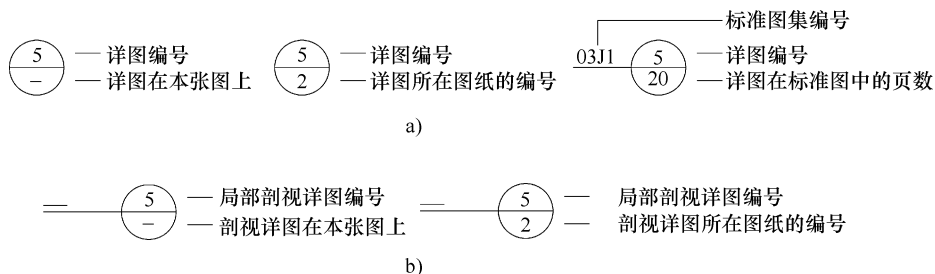 标准图集编号
5 详图编号
– 详图在本张图上
5 详图编号
2 详图所在图纸的编号
03J1
5 详图编号
20 详图在标准图中的页数
a)
5 局部剖视详图编号
– 剖视详图在本张图上
5 局部剖视详图编号
2 剖视详图所在图纸的编号
b)